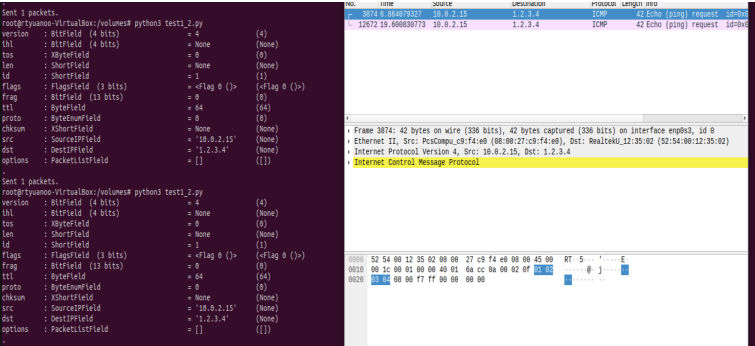 .
Sent 1 packets.
root@rtyuanoo-VirtualBox:/volumes# python3 test1_2.py
version : BitField (4 bits) = 4 (4)
ihl : BitField (4 bits) = None (None)
tos : XByteField = 0 (0)
len : ShortField = None (None)
id : ShortField = 1 (1)
flags : FlagsField (3 bits) = <Flag 0 ()> (<Flag 0 ()>)
frag : BitField (13 bits) = 0 (0)
ttl : ByteField = 64 (64)
proto : ByteEnumField = 0 (0)
chksum : XShortField = None (None)
src : SourceIPField = '10.0.2.15' (None)
dst : DestIPField = '1.2.3.4' (None)
options : PacketListField = [] ([])
.
Sent 1 packets.
root@rtyuanoo-VirtualBox:/volumes# python3 test1_2.py
version : BitField (4 bits) = 4 (4)
ihl : BitField (4 bits) = None (None)
tos : XByteField = 0 (0)
len : ShortField = None (None)
id : ShortField = 1 (1)
flags : FlagsField (3 bits) = <Flag 0 ()> (<Flag 0 ()>)
frag : BitField (13 bits) = 0 (0)
ttl : ByteField = 64 (64)
proto : ByteEnumField = 0 (0)
chksum : XShortField = None (None)
src : SourceIPField = '10.0.2.15' (None)
dst : DestIPField = '1.2.3.4' (None)
options : PacketListField = [] ([])
.
No. Time Source Destination Protocol Length Info
3874 6.864079327 10.0.2.15 1.2.3.4 ICMP 42 Echo (ping) request id=0x0
12672 19.600830773 10.0.2.15 1.2.3.4 ICMP 42 Echo (ping) request id=0x0
Frame 3874: 42 bytes on wire (336 bits), 42 bytes captured (336 bits) on interface enp0s3, id 0
Ethernet II, Src: PcsCompu_c9:f4:e0 (08:00:27:c9:f4:e0), Dst: RealtekU_12:35:02 (52:54:00:12:35:02)
Internet Protocol Version 4, Src: 10.0.2.15, Dst: 1.2.3.4
Internet Control Message Protocol
0000 52 54 00 12 35 02 08 00 27 c9 f4 e0 08 00 45 00 RT··5··· '·····E·
0010 00 1c 00 01 00 00 40 01 6a cc 0a 00 02 0f 01 02 ······@· j·······
0020 03 04 08 00 f7 ff 00 00 00 00 ········ ··